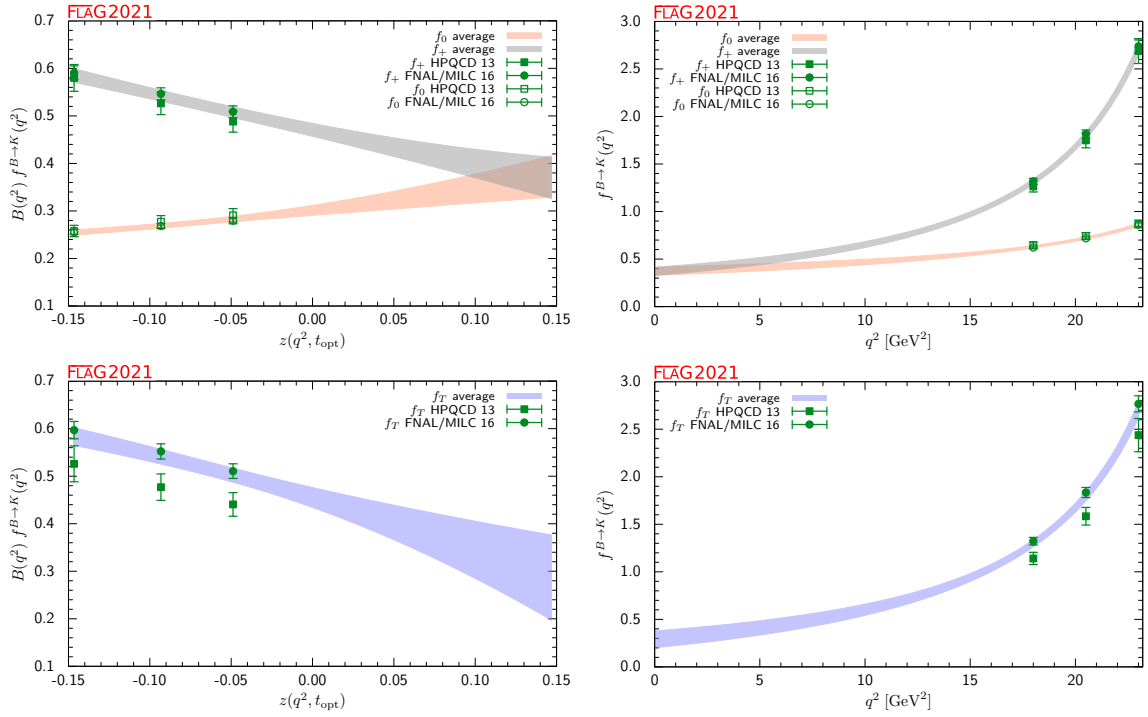 FLAG2021
f₀ average
f₊ average
f₊ HPQCD 13
f₊ FNAL/MILC 16
f₀ HPQCD 13
f₀ FNAL/MILC 16
B(q²) f^{B→K}(q²)
0.7
0.6
0.5
0.4
0.3
0.2
0.1
-0.15 -0.10 -0.05 0.00 0.05 0.10 0.15
z(q², t_opt)
FLAG2021
f₀ average
f₊ average
f₊ HPQCD 13
f₊ FNAL/MILC 16
f₀ HPQCD 13
f₀ FNAL/MILC 16
f^{B→K}(q²)
3.0
2.5
2.0
1.5
1.0
0.5
0.0
0 5 10 15 20
q² [GeV²]
FLAG2021
f_T average
f_T HPQCD 13
f_T FNAL/MILC 16
B(q²) f^{B→K}(q²)
0.7
0.6
0.5
0.4
0.3
0.2
0.1
-0.15 -0.10 -0.05 0.00 0.05 0.10 0.15
z(q², t_opt)
FLAG2021
f_T average
f_T HPQCD 13
f_T FNAL/MILC 16
f^{B→K}(q²)
3.0
2.5
2.0
1.5
1.0
0.5
0.0
0 5 10 15 20
q² [GeV²]